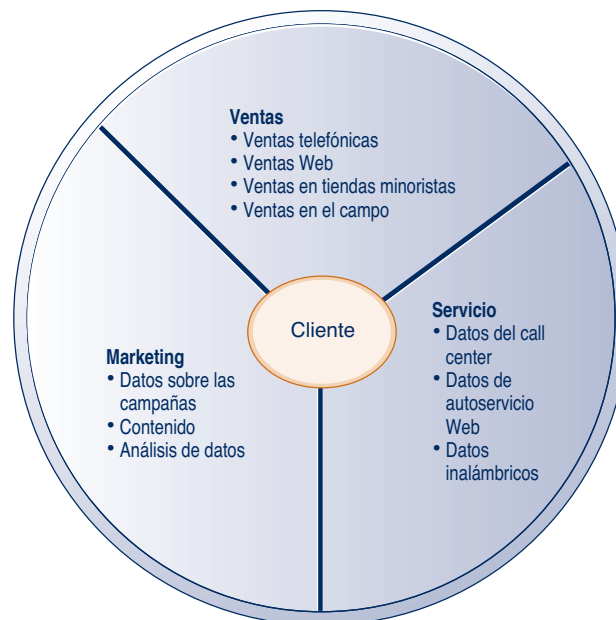 Ventas
• Ventas telefónicas
• Ventas Web
• Ventas en tiendas minoristas
• Ventas en el campo
Cliente
Servicio
• Datos del call
center
• Datos de
autoservicio
Web
• Datos
inalámbricos
Marketing
• Datos sobre las
campañas
• Contenido
• Análisis de datos